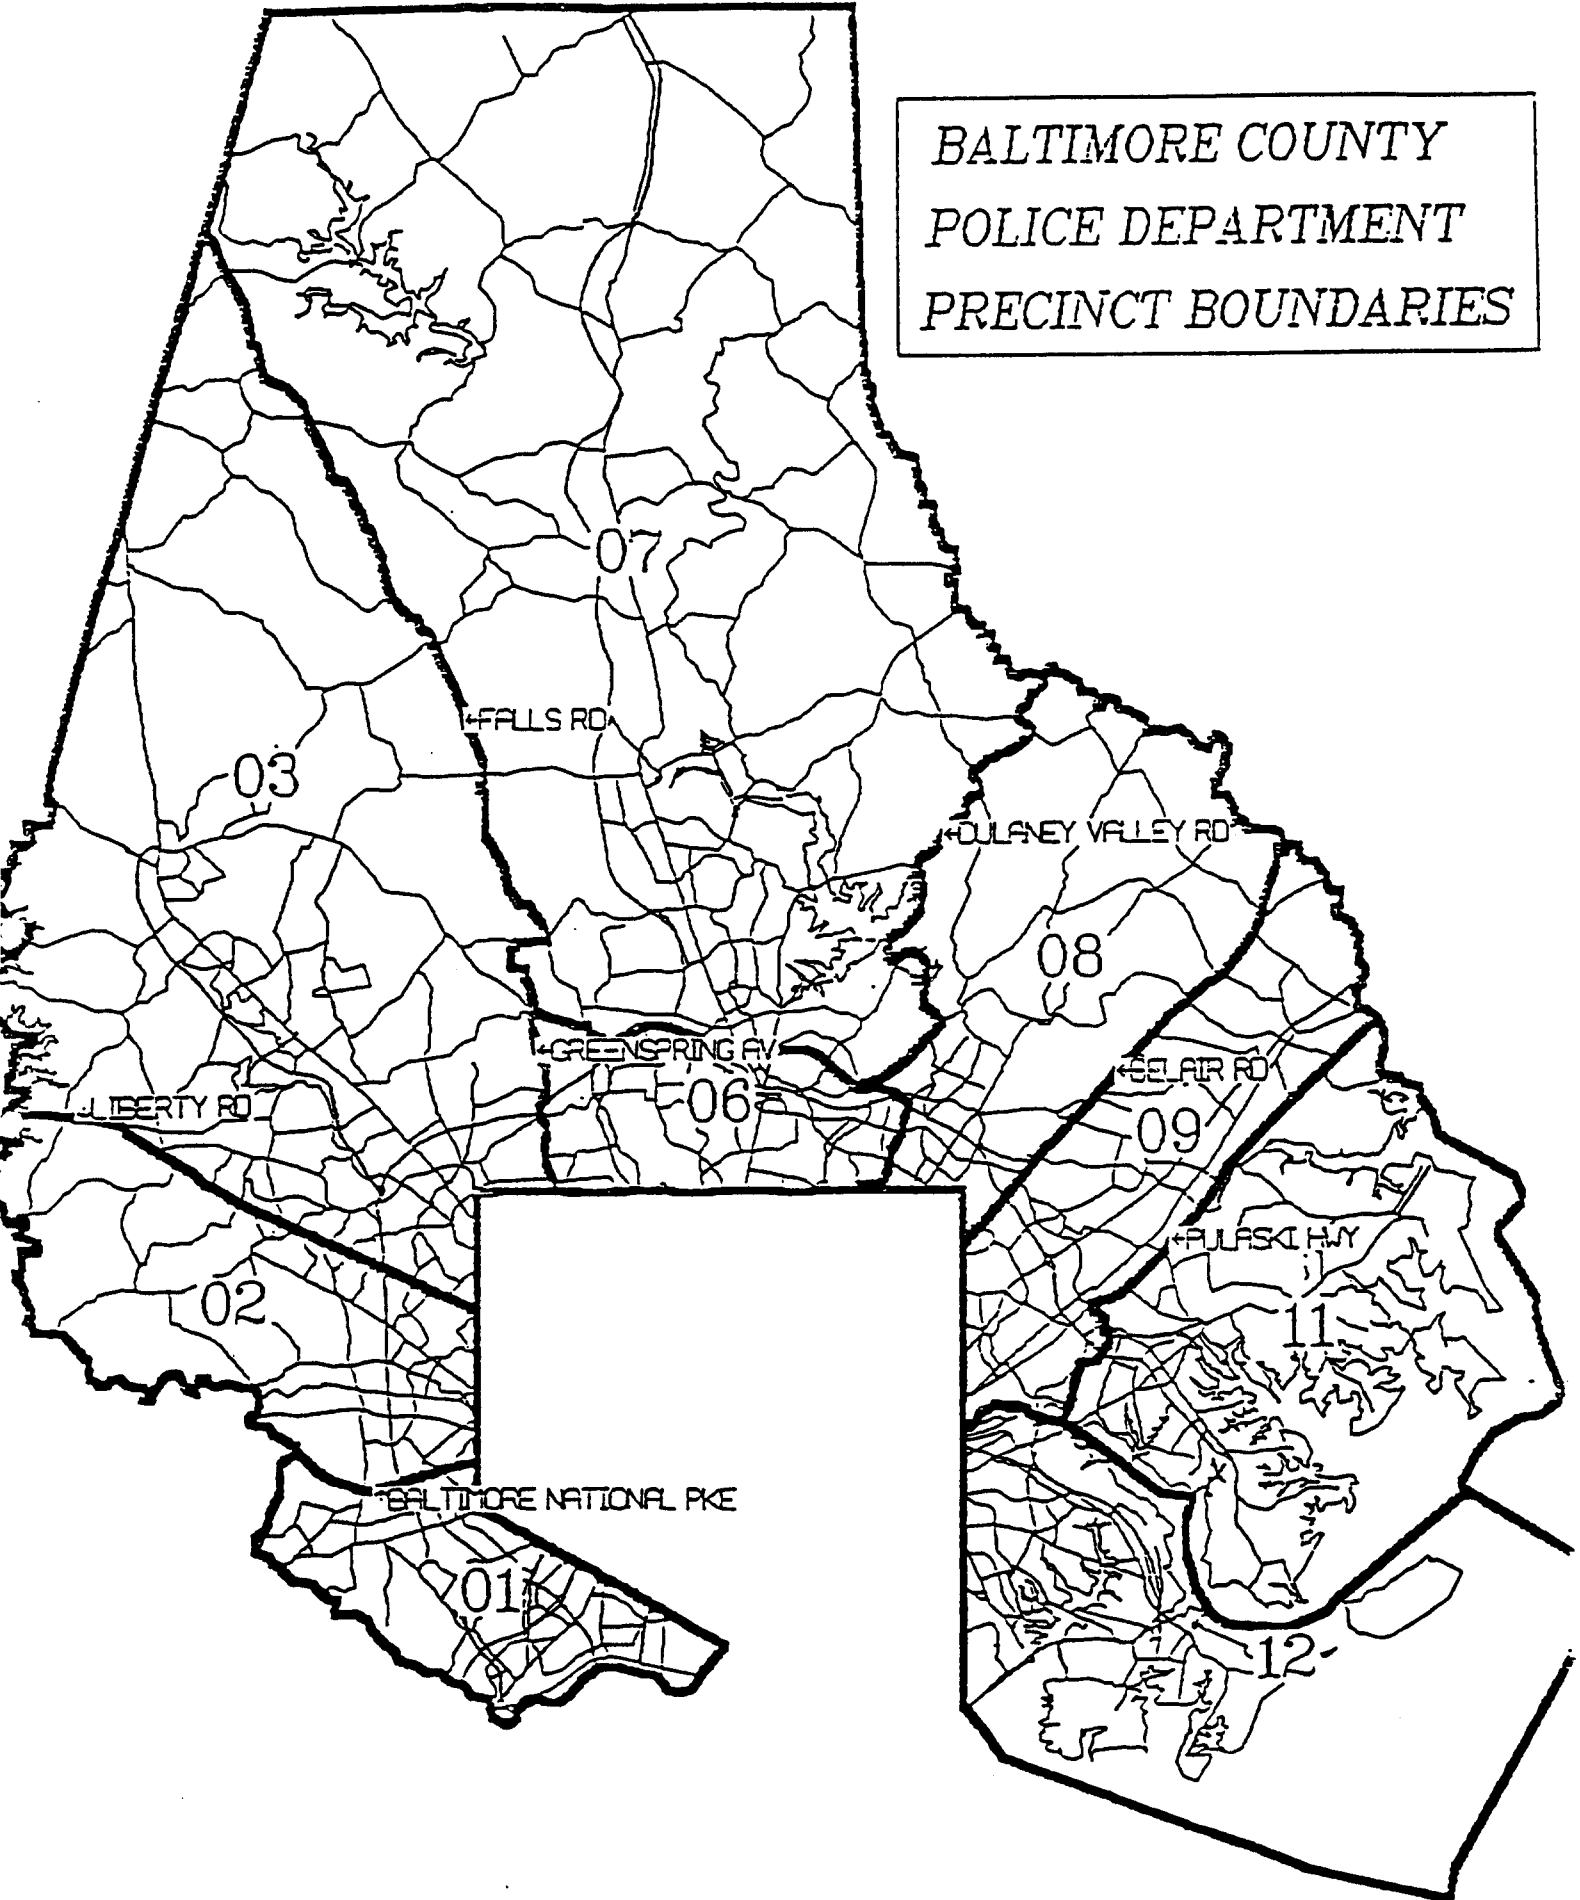 BALTIMORE COUNTY
POLICE DEPARTMENT
PRECINCT BOUNDARIES
07
←FALLS RD
03
←DULANEY VALLEY RD
08
←GREENSPRING AV
←BELAIR RD
06
←LIBERTY RD
09
←PULASKI HWY
02
11
←BALTIMORE NATIONAL PKE
01
12